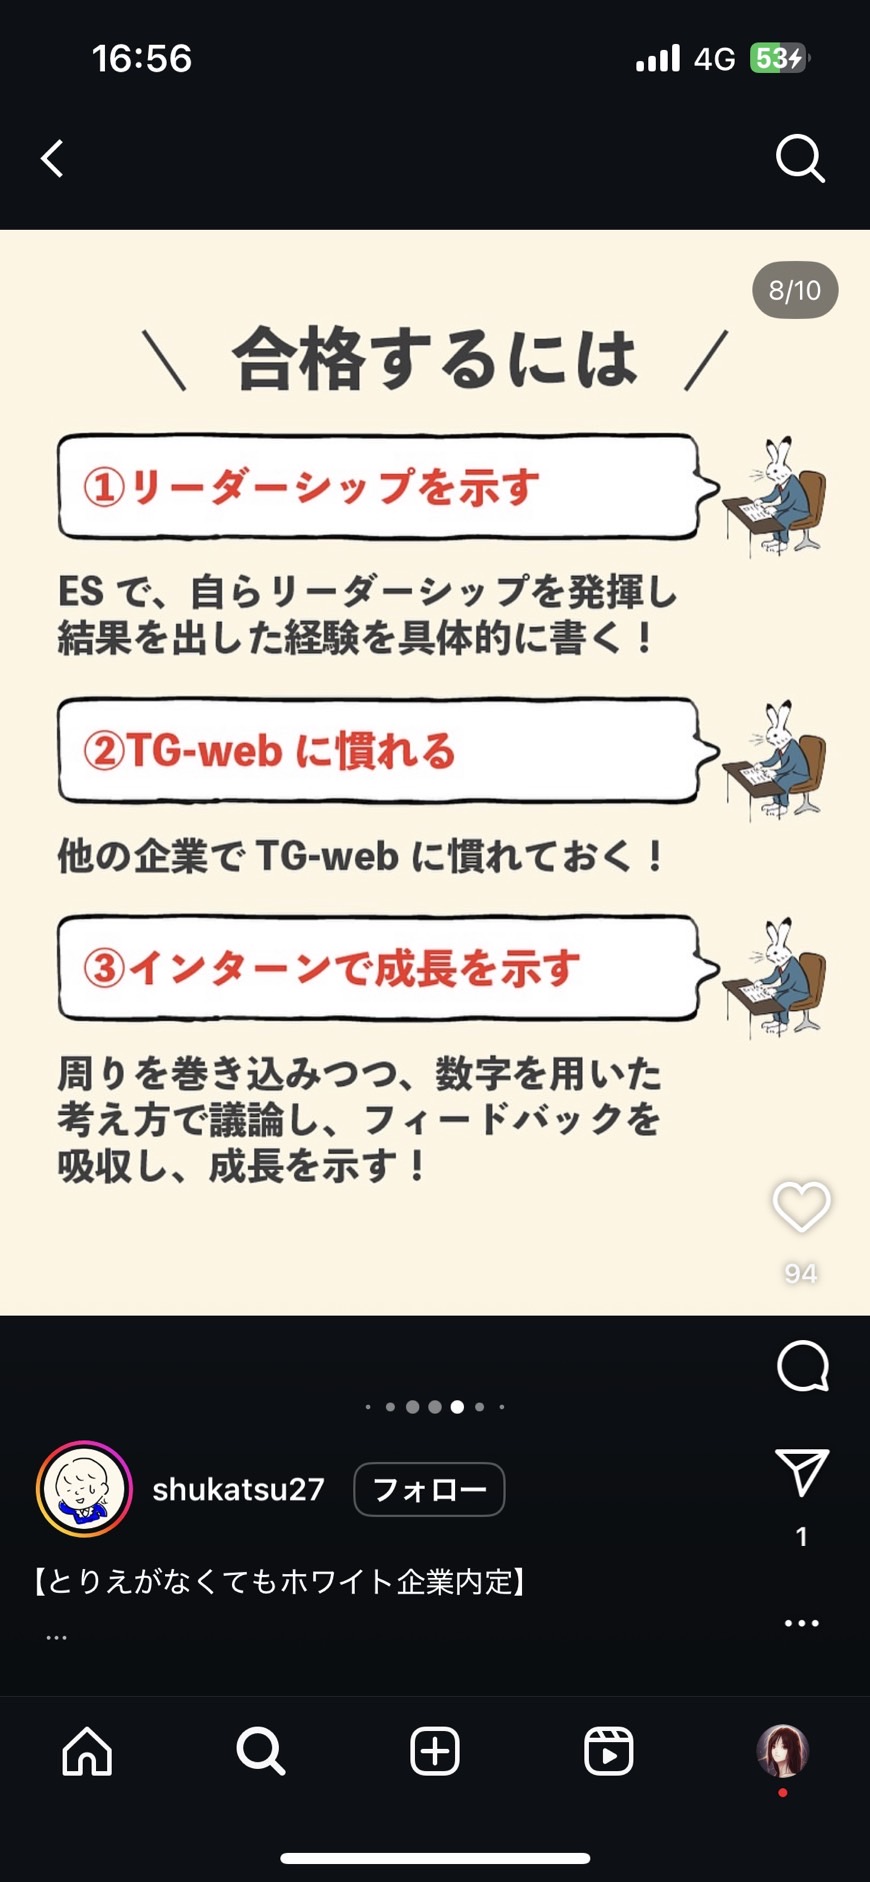 16:56
4G 53
8/10
合格するには
①リーダーシップを示す
ES で、自らリーダーシップを発揮し
結果を出した経験を具体的に書く！
②TG-web に慣れる
他の企業で TG-web に慣れておく！
③インターンで成長を示す
周りを巻き込みつつ、数字を用いた
考え方で議論し、フィードバックを
吸収し、成長を示す！
94
shukatsu27 フォロー
1
【とりえがなくてもホワイト企業内定】
...